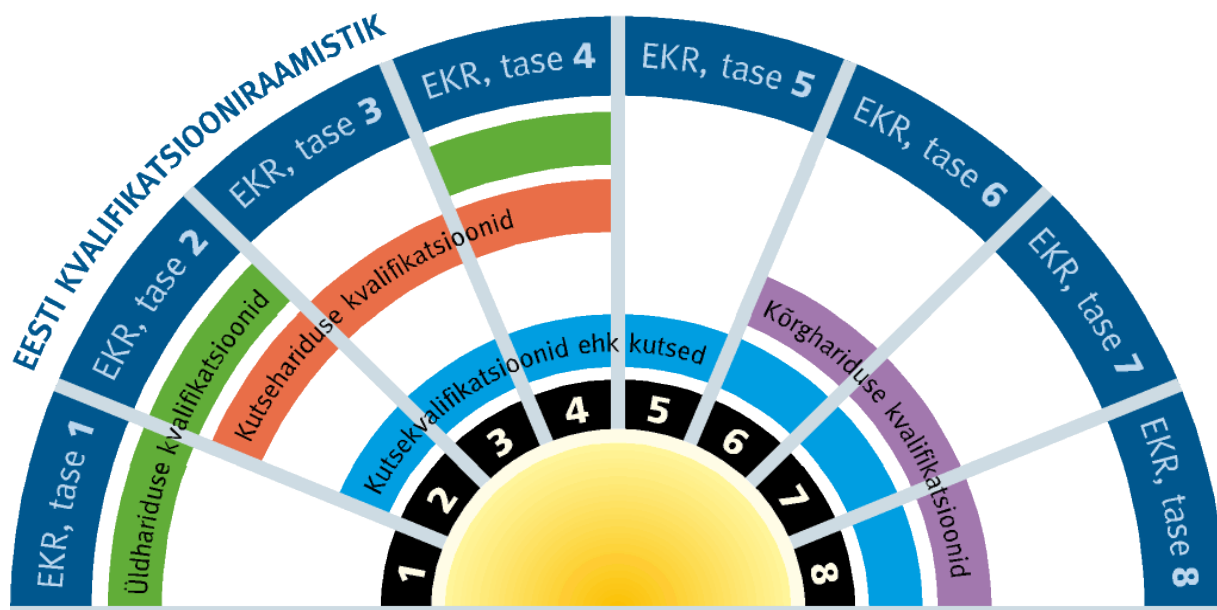 EESTI KVALIFIKATSIOONIRAAMISTIK
EKR, tase 1
EKR, tase 2
EKR, tase 3
EKR, tase 4
EKR, tase 5
EKR, tase 6
EKR, tase 7
EKR, tase 8
Üldhariduse kvalifikatsioonid
Kutsehariduse kvalifikatsioonid
Kutsekvalifikatsioonid ehk kutsed
Kõrghariduse kvalifikatsioonid
1
2
3
4
5
6
7
8